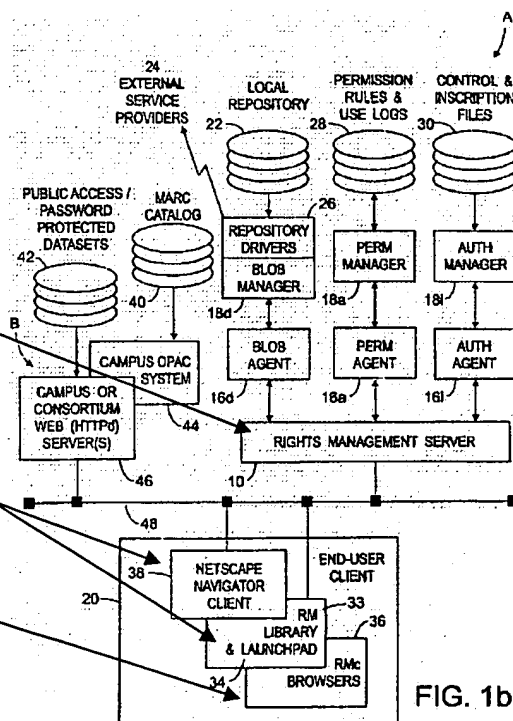 A
24
EXTERNAL
SERVICE
PROVIDERS
LOCAL
REPOSITORY
22
PERMISSION
RULES &
USE LOGS
28
CONTROL &
INSCRIPTION
FILES
30
PUBLIC ACCESS /
PASSWORD
PROTECTED
DATASETS
42
MARC
CATALOG
40
26
REPOSITORY
DRIVERS
BLOB
MANAGER
18d
PERM
MANAGER
18a
AUTH
MANAGER
18l
B
CAMPUS OPAC
SYSTEM
44
BLOB
AGENT
16d
PERM
AGENT
16a
AUTH
AGENT
16l
CAMPUS OR
CONSORTIUM
WEB (HTTPd)
SERVER(S)
46
RIGHTS MANAGEMENT SERVER
10
48
20
38
NETSCAPE
NAVIGATOR
CLIENT
END-USER
CLIENT
33
RM
LIBRARY
& LAUNCHPAD
34
36
RMc
BROWSERS
FIG. 1b